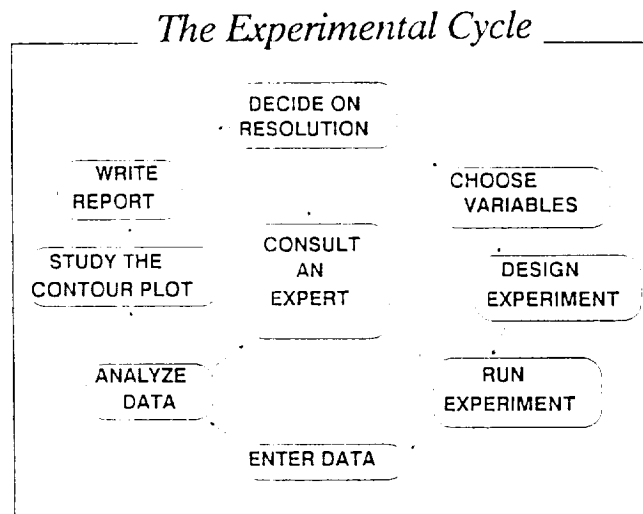 The Experimental Cycle
DECIDE ON
RESOLUTION
WRITE
REPORT
CHOOSE
VARIABLES
STUDY THE
CONTOUR PLOT
CONSULT
AN
EXPERT
DESIGN
EXPERIMENT
ANALYZE
DATA
RUN
EXPERIMENT
ENTER DATA